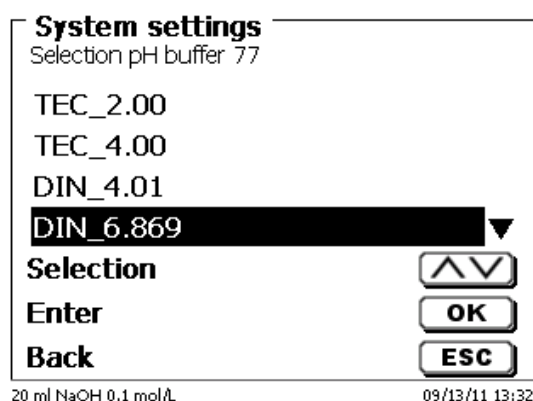 System settings
Selection pH buffer 77
TEC_2.00
TEC_4.00
DIN_4.01
DIN_6.869
Selection
Enter OK
Back ESC
20 ml NaOH 0.1 mol/L 09/13/11 13:32